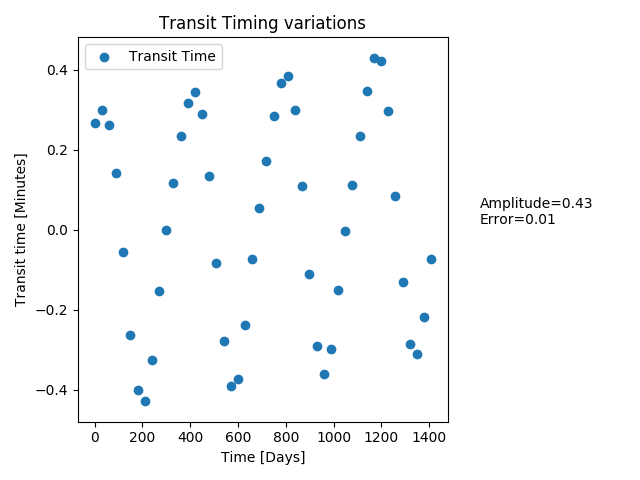 Transit Timing variations
Transit Time
Transit time [Minutes]
0.4
0.2
0.0
−0.2
−0.4
0 200 400 600 800 1000 1200 1400
Time [Days]
Amplitude=0.43
Error=0.01